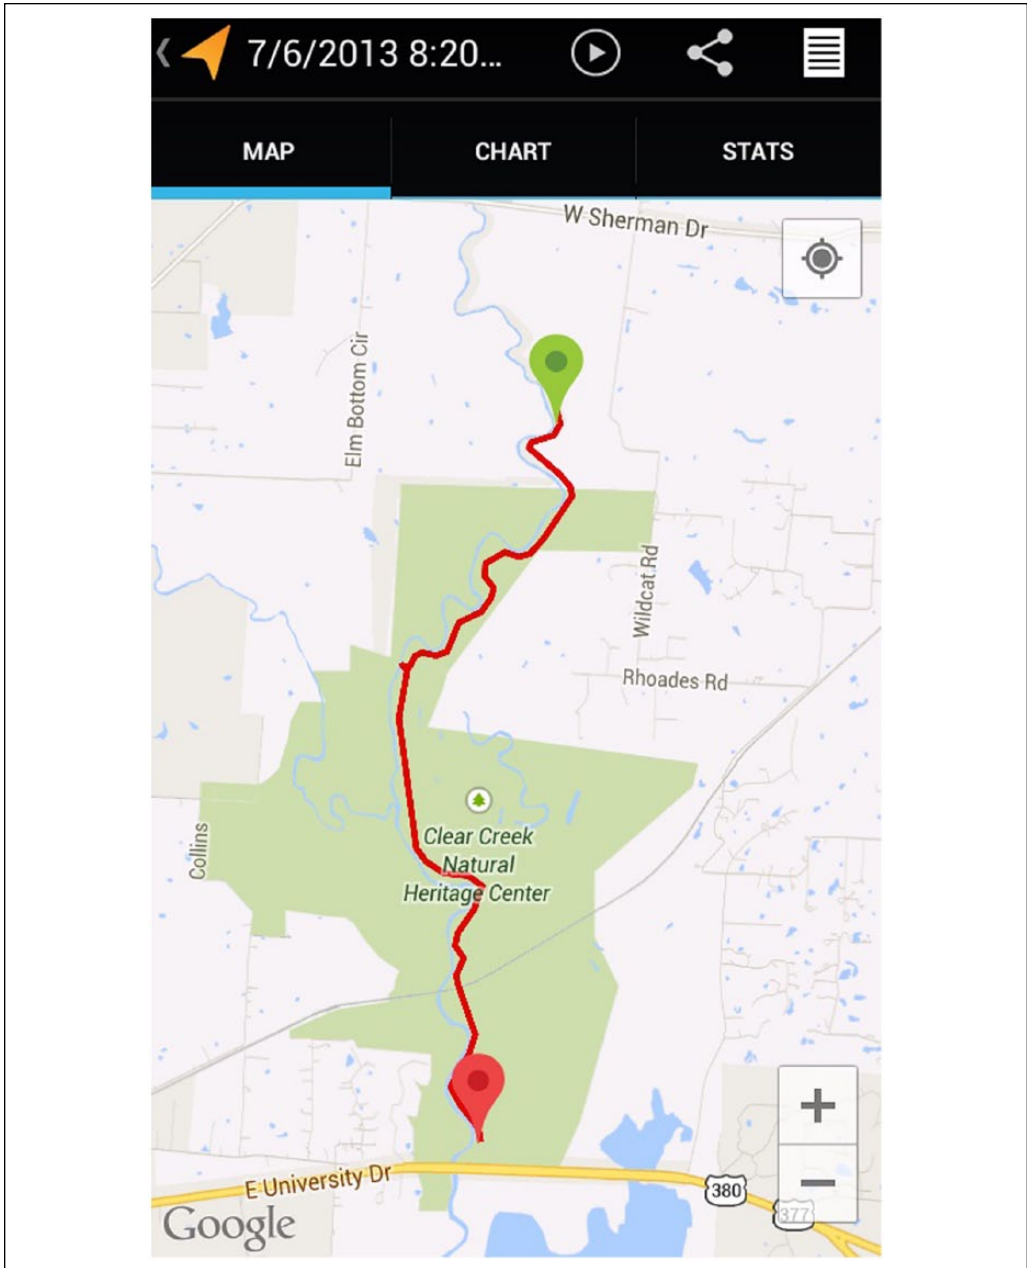 7/6/2013 8:20...
MAP
CHART
STATS
W Sherman Dr
Elm Bottom Cir
Wildcat Rd
Rhoades Rd
Collins
Clear Creek
Natural
Heritage Center
E University Dr
380
377
+
−
Google